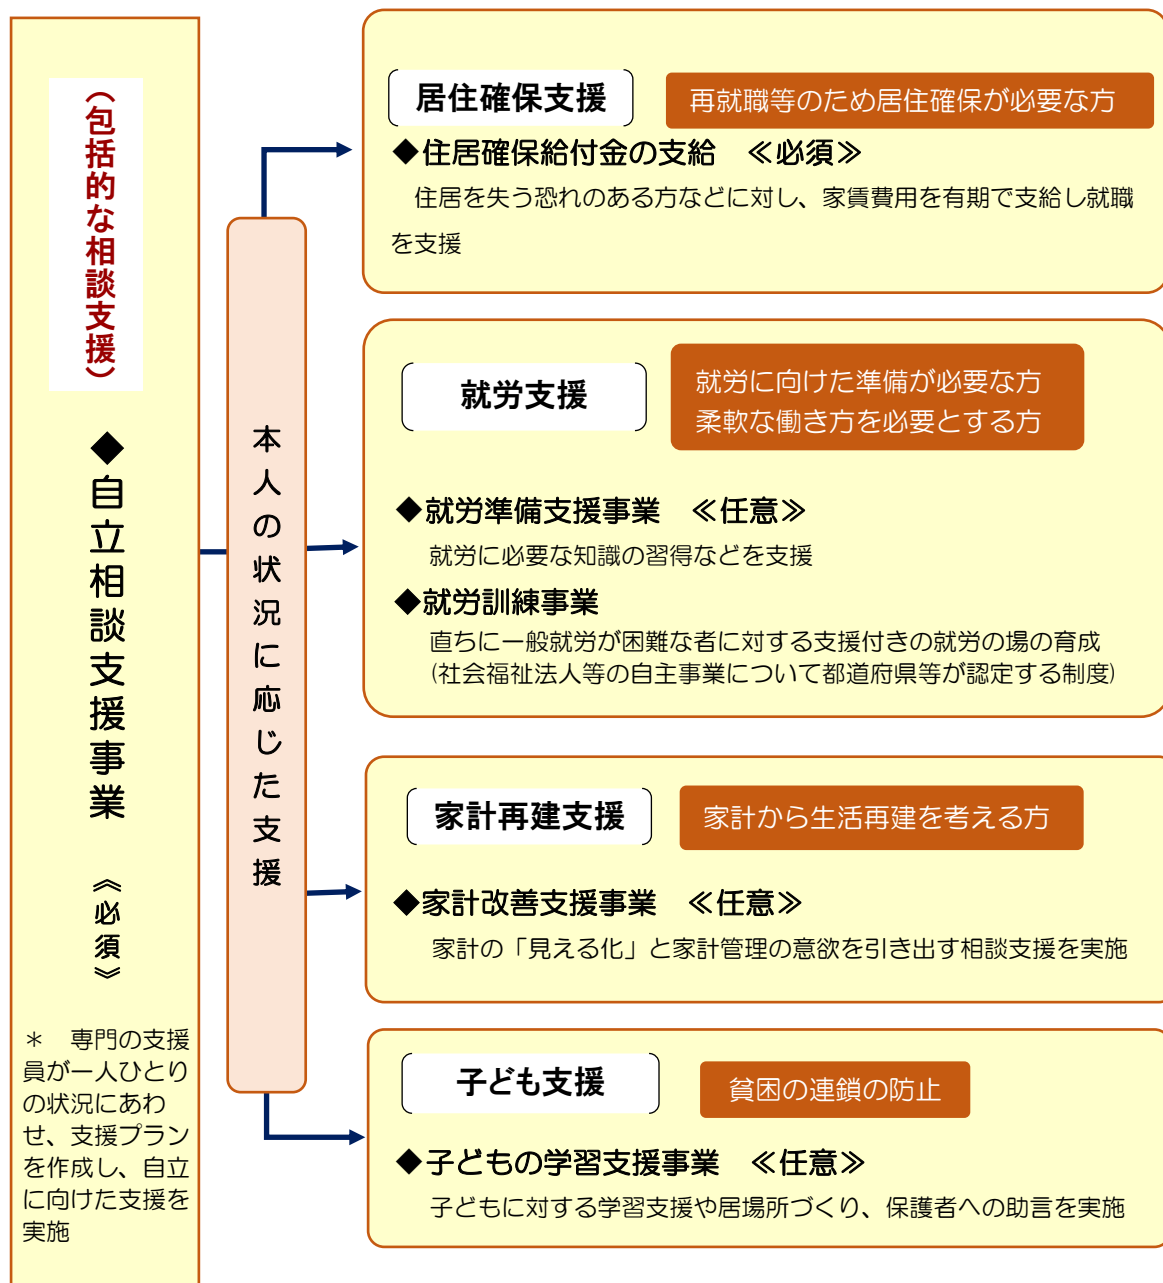 （包括的な相談支援）
◆自立相談支援事業　《必須》
＊　専門の支援
員が一人ひとり
の状況にあわ
せ、支援プラン
を作成し、自立
に向けた支援を
実施
本人の状況に応じた支援
居住確保支援
再就職等のため居住確保が必要な方
◆住居確保給付金の支給　≪必須≫
住居を失う恐れのある方などに対し、家賃費用を有期で支給し就職
を支援
就労支援
就労に向けた準備が必要な方
柔軟な働き方を必要とする方
◆就労準備支援事業　≪任意≫
就労に必要な知識の習得などを支援
◆就労訓練事業
直ちに一般就労が困難な者に対する支援付きの就労の場の育成
(社会福祉法人等の自主事業について都道府県等が認定する制度)
家計再建支援
家計から生活再建を考える方
◆家計改善支援事業　≪任意≫
家計の「見える化」と家計管理の意欲を引き出す相談支援を実施
子ども支援
貧困の連鎖の防止
◆子どもの学習支援事業　≪任意≫
子どもに対する学習支援や居場所づくり、保護者への助言を実施